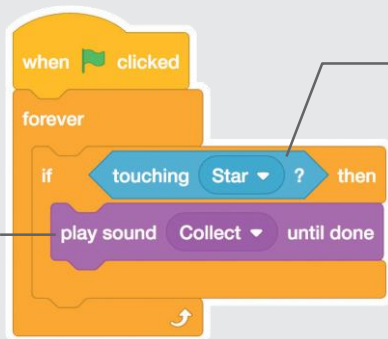 when clicked
forever
if touching Star ? then
play sound Collect until done